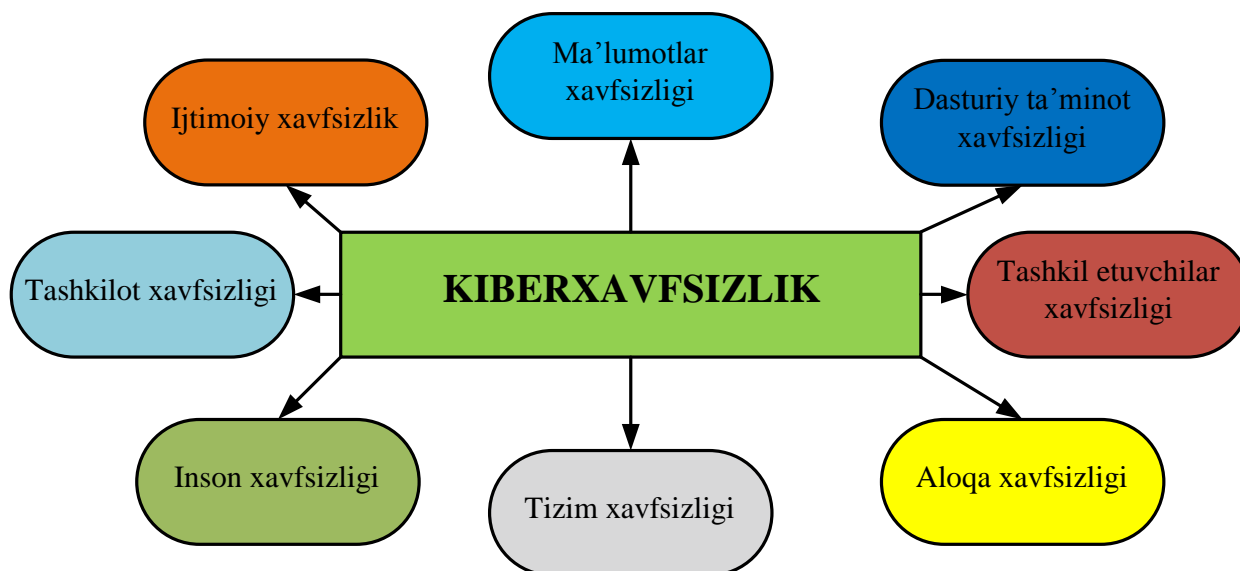 Ma’lumotlar
xavfsizligi
Ijtimoiy xavfsizlik
Dasturiy ta’minot
xavfsizligi
Tashkilot xavfsizligi
KIBERXAVFSIZLIK
Tashkil etuvchilar
xavfsizligi
Inson xavfsizligi
Tizim xavfsizligi
Aloqa xavfsizligi